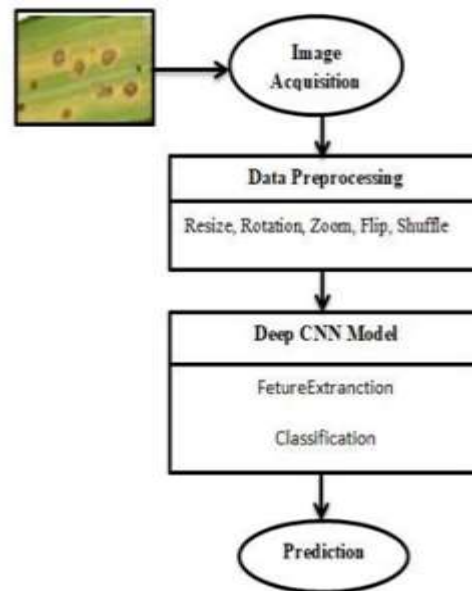 Image
Acquisition
Data Preprocessing
Resize, Rotation, Zoom, Flip, Shuffle
Deep CNN Model
FetureExtranction
Classification
Prediction